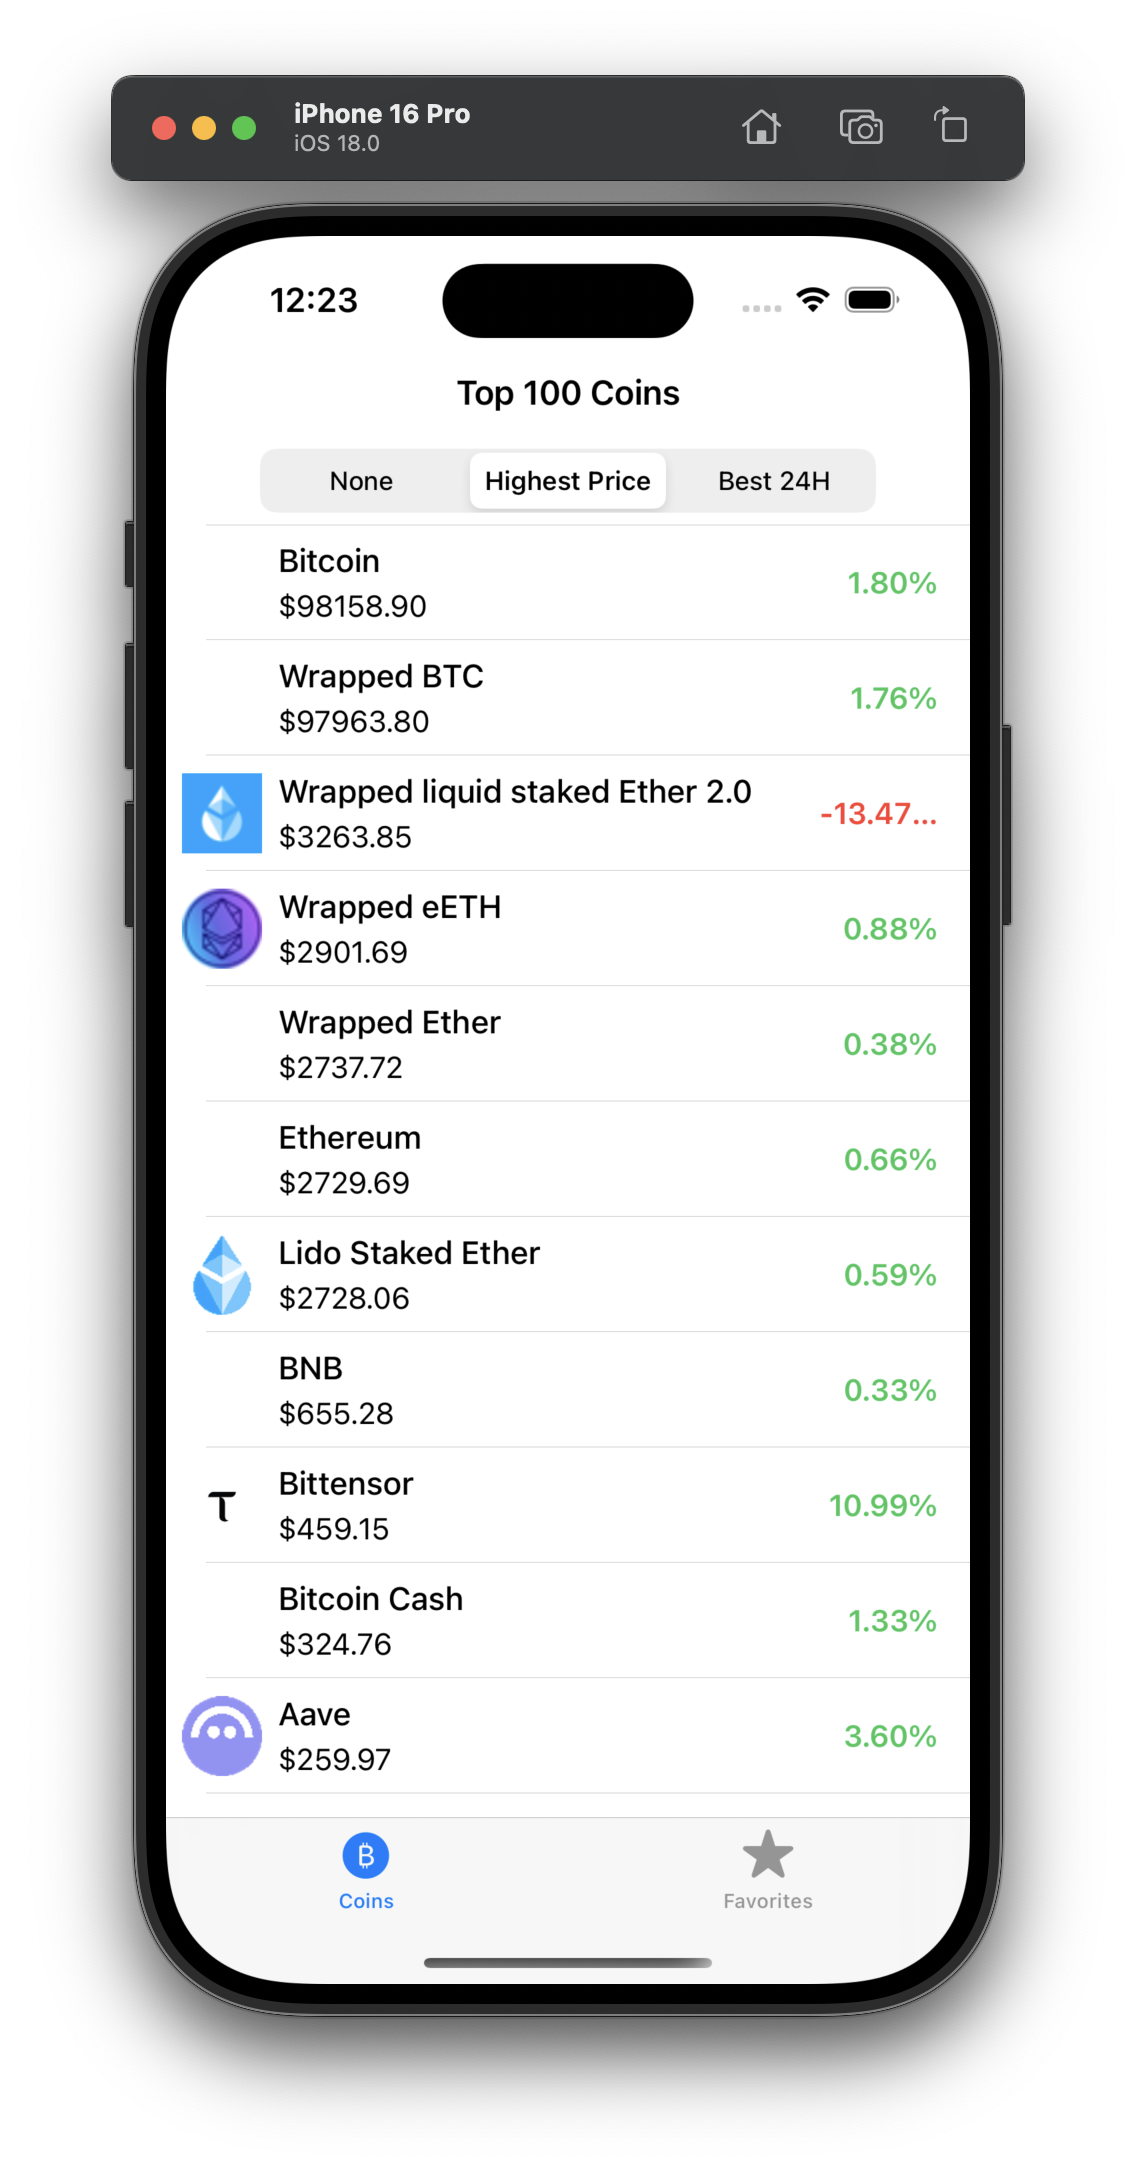 iPhone 16 Pro
iOS 18.0
12:23
Top 100 Coins
None Highest Price Best 24H
Bitcoin
$98158.90
1.80%
Wrapped BTC
$97963.80
1.76%
Wrapped liquid staked Ether 2.0
$3263.85
-13.47...
Wrapped eETH
$2901.69
0.88%
Wrapped Ether
$2737.72
0.38%
Ethereum
$2729.69
0.66%
Lido Staked Ether
$2728.06
0.59%
BNB
$655.28
0.33%
Bittensor
$459.15
10.99%
Bitcoin Cash
$324.76
1.33%
Aave
$259.97
3.60%
Coins Favorites